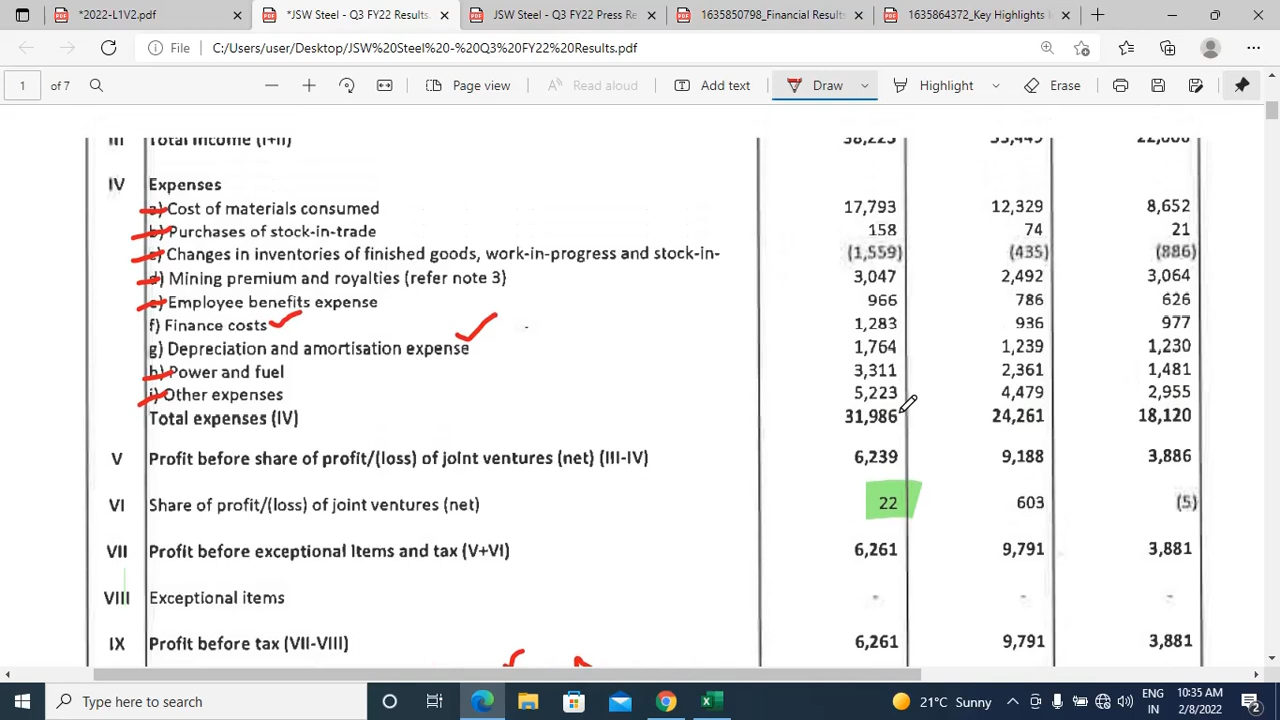 *2022-L1V2.pdf
*JSW Steel - Q3 FY22 Results.p
JSW Steel - Q3 FY22 Press Re
1635850798_Financial Results
1635864372_Key Highlights
File C:/Users/user/Desktop/JSW%20Steel%20-%20Q3%20FY22%20Results.pdf
1 of 7 Page view Read aloud Add text Draw Highlight Erase
III Total income (I+II) 38,225 33,449
IV Expenses
a) Cost of materials consumed 17,793 12,329 8,652
b) Purchases of stock-in-trade 158 74 21
c) Changes in inventories of finished goods, work-in-progress and stock-in- (1,559) (435) (886)
d) Mining premium and royalties (refer note 3) 3,047 2,492 3,064
e) Employee benefits expense 966 786 626
f) Finance costs 1,283 936 977
g) Depreciation and amortisation expense 1,764 1,239 1,230
h) Power and fuel 3,311 2,361 1,481
i) Other expenses 5,223 4,479 2,955
Total expenses (IV) 31,986 24,261 18,120
V Profit before share of profit/(loss) of joint ventures (net) (III-IV) 6,239 9,188 3,886
VI Share of profit/(loss) of joint ventures (net) 22 603 (5)
VII Profit before exceptional items and tax (V+VI) 6,261 9,791 3,881
VIII Exceptional items - - -
IX Profit before tax (VII-VIII) 6,261 9,791 3,881
Type here to search
21°C Sunny
ENG
IN
10:35 AM
2/8/2022
2